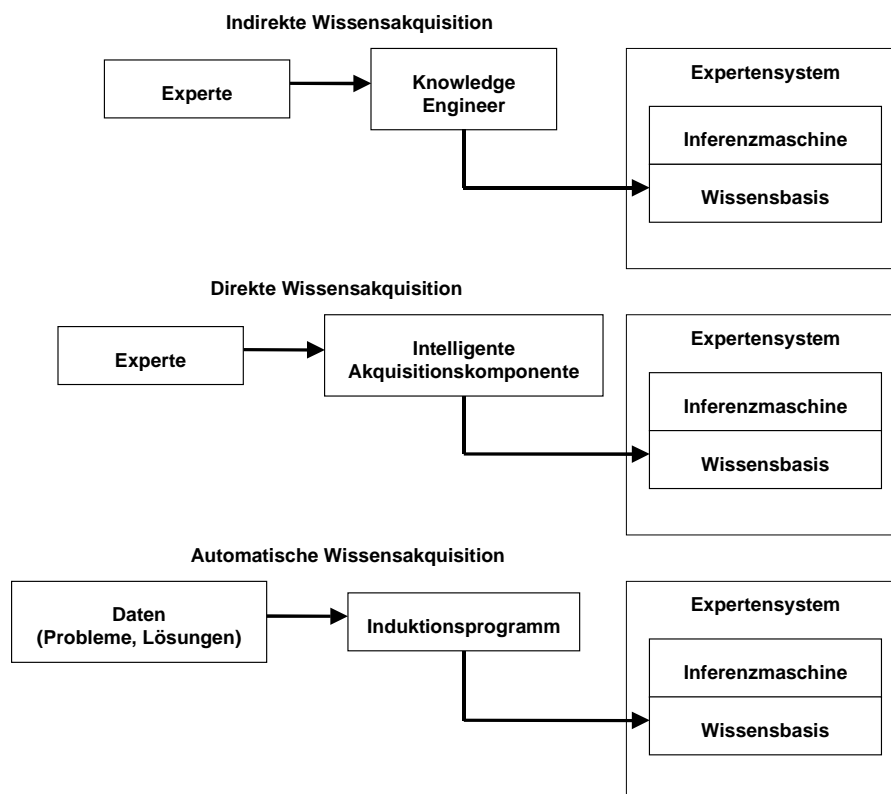 Indirekte Wissensakquisition
Experte
Knowledge
Engineer
Expertensystem
Inferenzmaschine
Wissensbasis
Direkte Wissensakquisition
Experte
Intelligente
Akquisitionskomponente
Expertensystem
Inferenzmaschine
Wissensbasis
Automatische Wissensakquisition
Daten
(Probleme, Lösungen)
Induktionsprogramm
Expertensystem
Inferenzmaschine
Wissensbasis